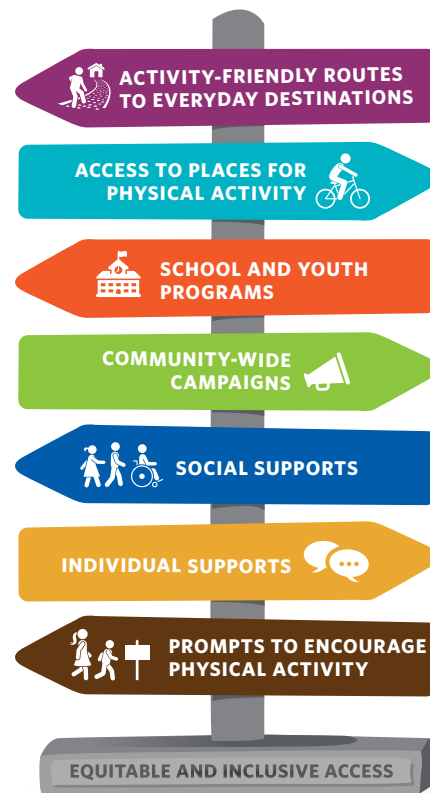 ACTIVITY-FRIENDLY ROUTES
TO EVERYDAY DESTINATIONS
ACCESS TO PLACES FOR
PHYSICAL ACTIVITY
SCHOOL AND YOUTH
PROGRAMS
COMMUNITY-WIDE
CAMPAIGNS
SOCIAL SUPPORTS
INDIVIDUAL SUPPORTS
PROMPTS TO ENCOURAGE
PHYSICAL ACTIVITY
EQUITABLE AND INCLUSIVE ACCESS